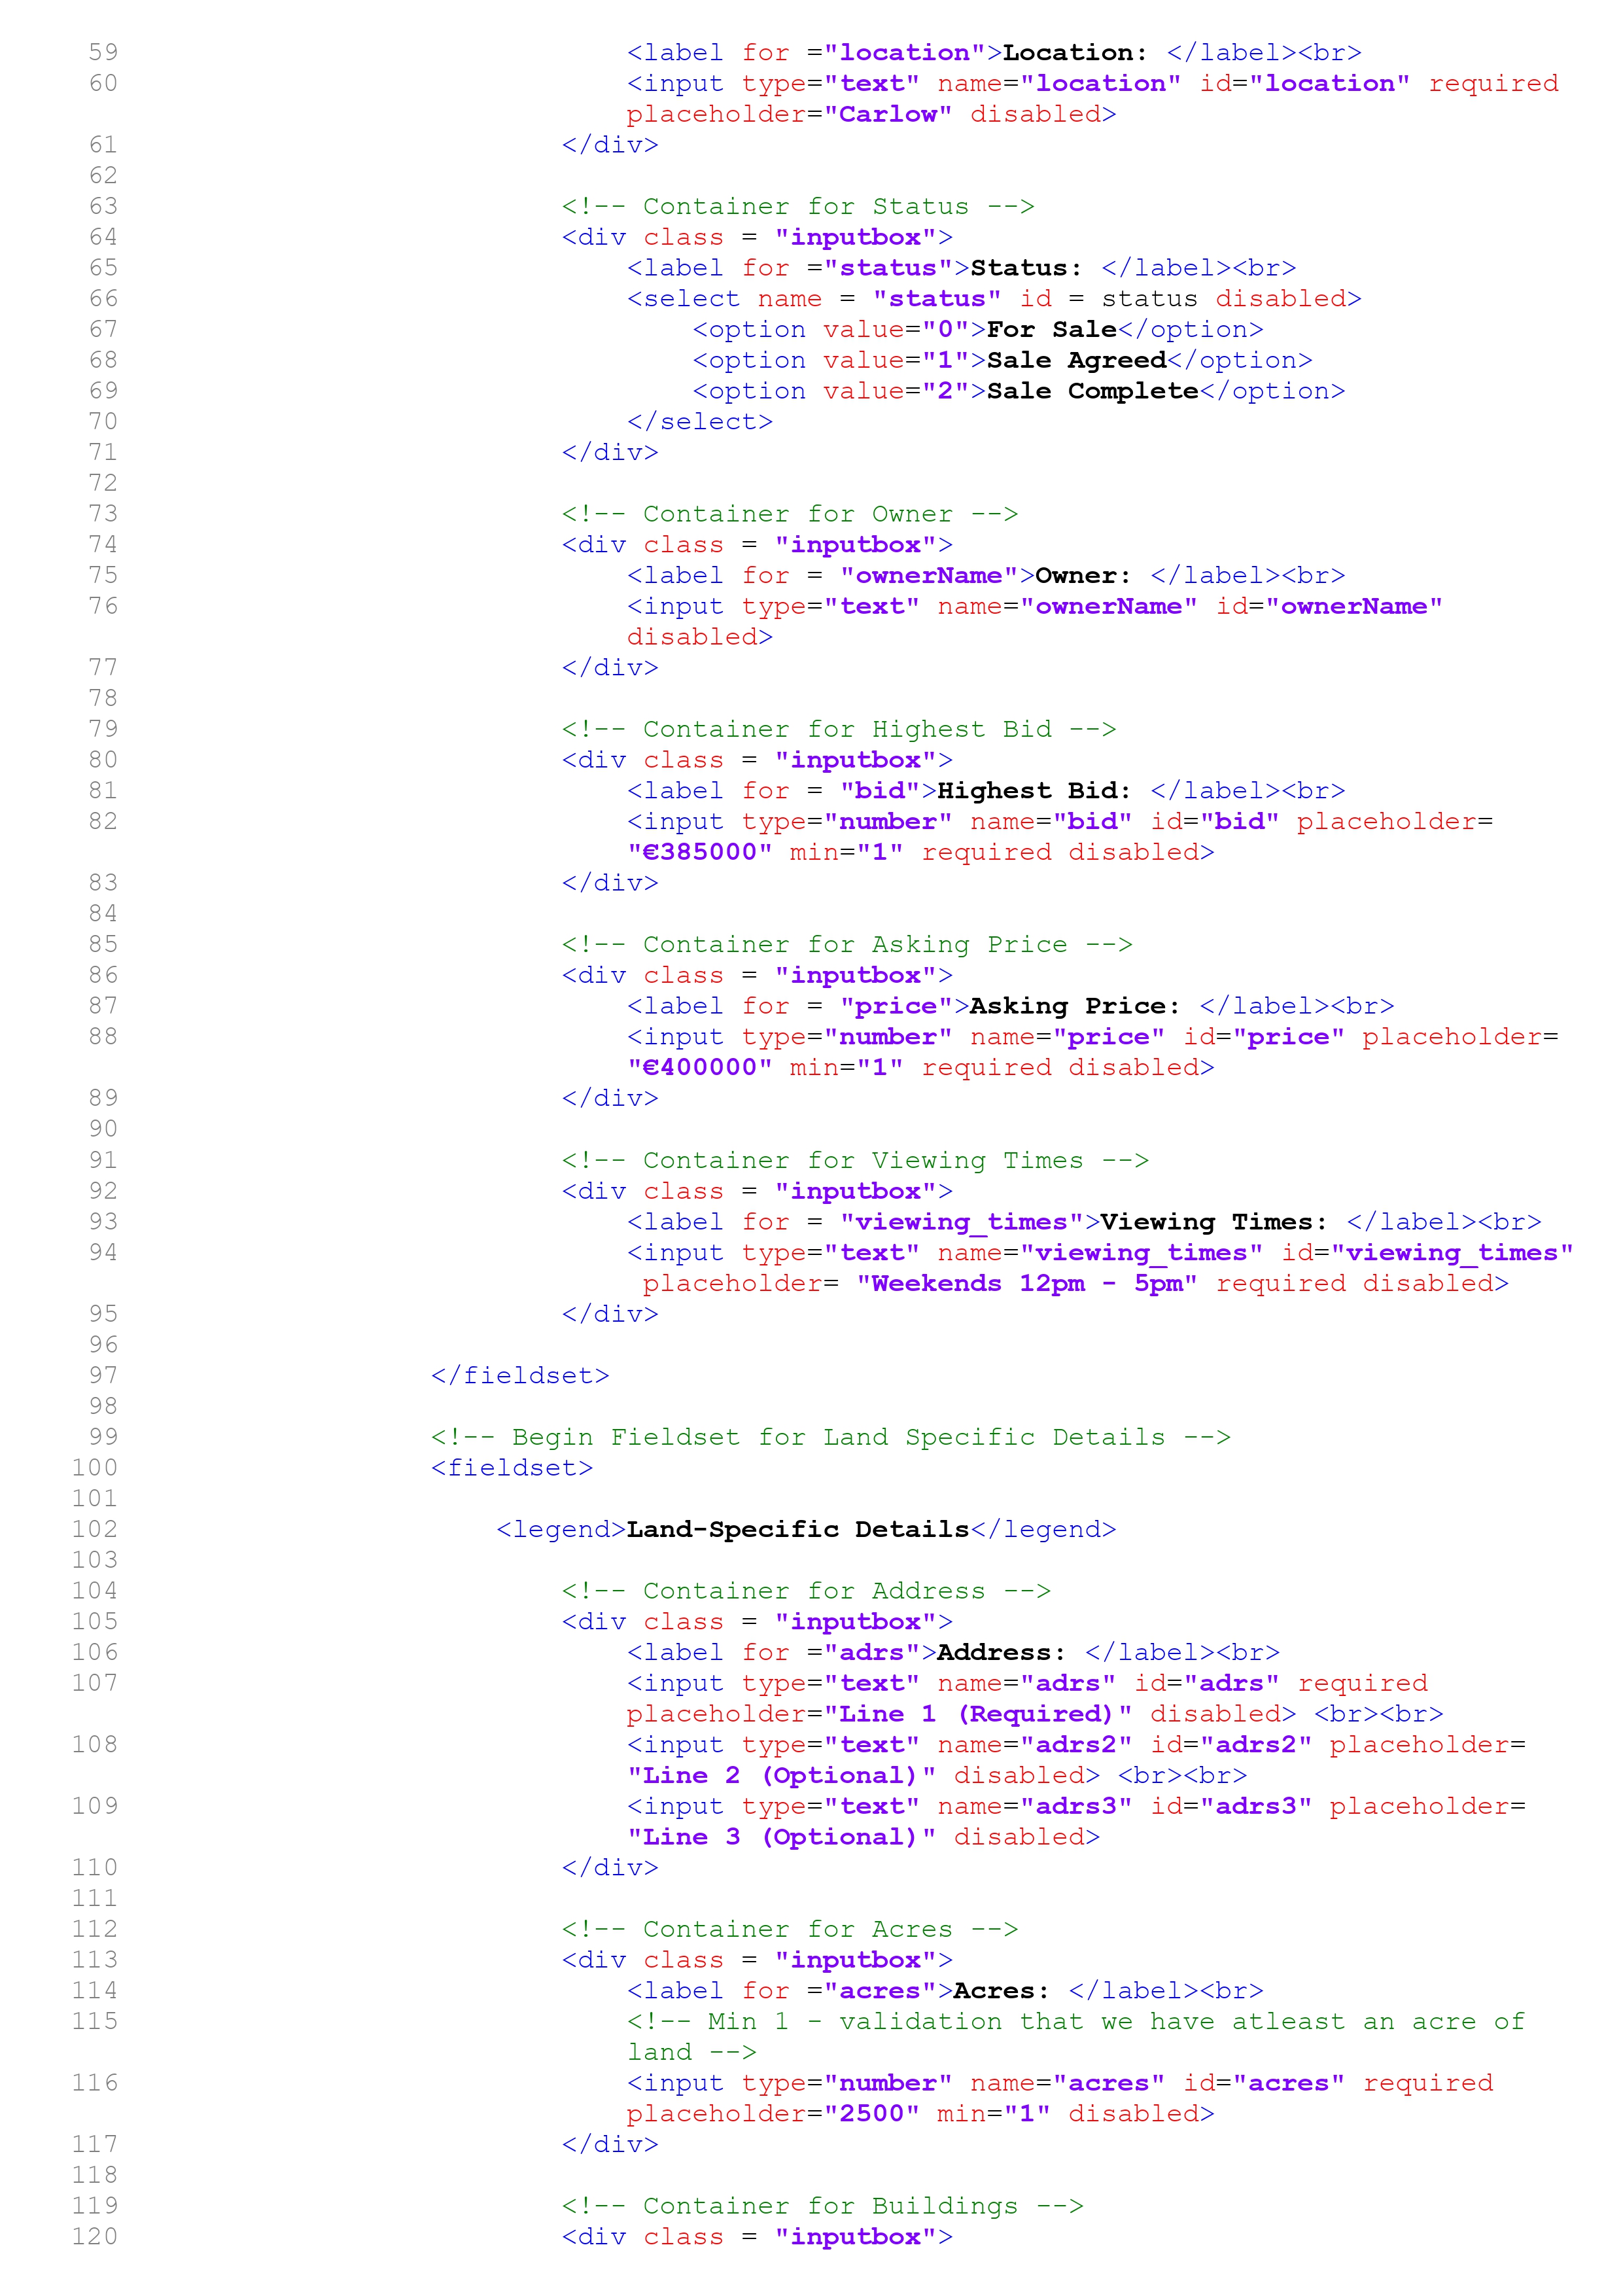 59 <label for ="location">Location: </label><br>
60 <input type="text" name="location" id="location" required
placeholder="Carlow" disabled>
61 </div>
62
63 <!-- Container for Status -->
64 <div class = "inputbox">
65 <label for ="status">Status: </label><br>
66 <select name = "status" id = status disabled>
67 <option value="0">For Sale</option>
68 <option value="1">Sale Agreed</option>
69 <option value="2">Sale Complete</option>
70 </select>
71 </div>
72
73 <!-- Container for Owner -->
74 <div class = "inputbox">
75 <label for = "ownerName">Owner: </label><br>
76 <input type="text" name="ownerName" id="ownerName"
disabled>
77 </div>
78
79 <!-- Container for Highest Bid -->
80 <div class = "inputbox">
81 <label for = "bid">Highest Bid: </label><br>
82 <input type="number" name="bid" id="bid" placeholder=
"€385000" min="1" required disabled>
83 </div>
84
85 <!-- Container for Asking Price -->
86 <div class = "inputbox">
87 <label for = "price">Asking Price: </label><br>
88 <input type="number" name="price" id="price" placeholder=
"€400000" min="1" required disabled>
89 </div>
90
91 <!-- Container for Viewing Times -->
92 <div class = "inputbox">
93 <label for = "viewing_times">Viewing Times: </label><br>
94 <input type="text" name="viewing_times" id="viewing_times"
placeholder= "Weekends 12pm - 5pm" required disabled>
95 </div>
96
97 </fieldset>
98
99 <!-- Begin Fieldset for Land Specific Details -->
100 <fieldset>
101
102 <legend>Land-Specific Details</legend>
103
104 <!-- Container for Address -->
105 <div class = "inputbox">
106 <label for ="adrs">Address: </label><br>
107 <input type="text" name="adrs" id="adrs" required
placeholder="Line 1 (Required)" disabled> <br><br>
108 <input type="text" name="adrs2" id="adrs2" placeholder=
"Line 2 (Optional)" disabled> <br><br>
109 <input type="text" name="adrs3" id="adrs3" placeholder=
"Line 3 (Optional)" disabled>
110 </div>
111
112 <!-- Container for Acres -->
113 <div class = "inputbox">
114 <label for ="acres">Acres: </label><br>
115 <!-- Min 1 - validation that we have atleast an acre of
land -->
116 <input type="number" name="acres" id="acres" required
placeholder="2500" min="1" disabled>
117 </div>
118
119 <!-- Container for Buildings -->
120 <div class = "inputbox">